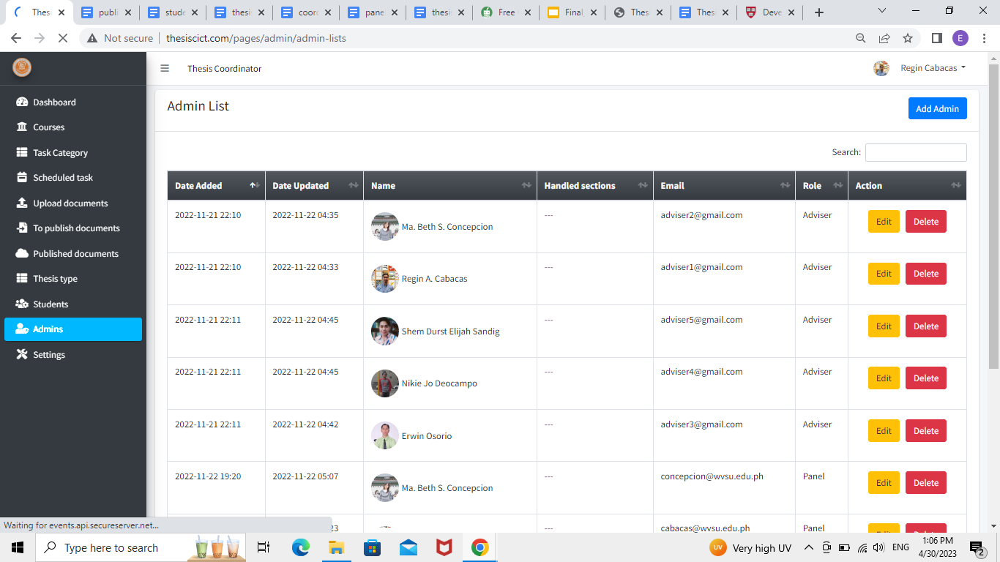 Thesi
publi
stude
thesis
coord
pane
thesis
Free
Final
Thes
Thes
Deve
Not secure
thesiscict.com/pages/admin/admin-lists
E
Thesis Coordinator
Regin Cabacas
Dashboard
Courses
Task Category
Scheduled task
Upload documents
To publish documents
Published documents
Thesis type
Students
Admins
Settings
Admin List
Add Admin
Search:
Date Added Date Updated Name Handled sections Email Role Action
2022-11-21 22:10 2022-11-22 04:35 Ma. Beth S. Concepcion --- adviser2@gmail.com Adviser Edit Delete
2022-11-21 22:10 2022-11-22 04:33 Regin A. Cabacas --- adviser1@gmail.com Adviser Edit Delete
2022-11-21 22:11 2022-11-22 04:45 Shem Durst Elijah Sandig --- adviser5@gmail.com Adviser Edit Delete
2022-11-21 22:11 2022-11-22 04:45 Nikie Jo Deocampo --- adviser4@gmail.com Adviser Edit Delete
2022-11-21 22:11 2022-11-22 04:42 Erwin Osorio --- adviser3@gmail.com Adviser Edit Delete
2022-11-22 19:20 2022-11-22 05:07 Ma. Beth S. Concepcion --- concepcion@wvsu.edu.ph Panel Edit Delete
23 --- cabacas@wvsu.edu.ph Panel
Waiting for events.api.secureserver.net...
Type here to search
UV
Very high UV
ENG
1:06 PM
4/30/2023
2